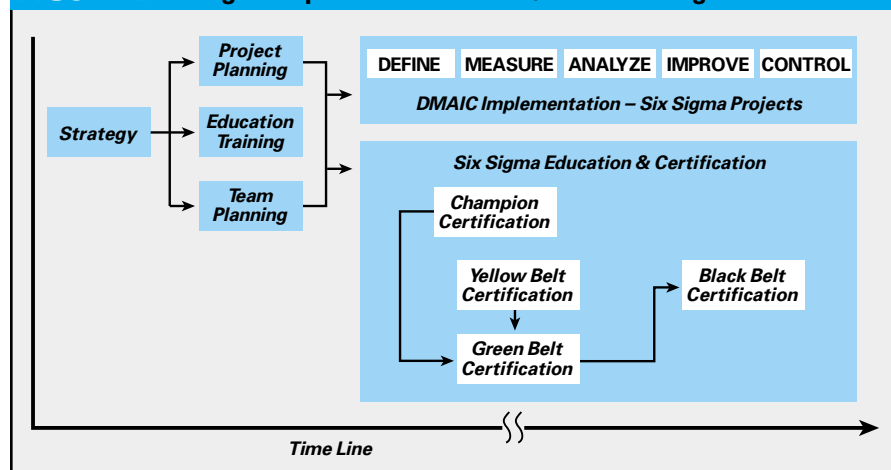 Project
Planning
Strategy
Education
Training
Team
Planning
DEFINE MEASURE ANALYZE IMPROVE CONTROL
DMAIC Implementation – Six Sigma Projects
Six Sigma Education & Certification
Champion
Certification
Yellow Belt
Certification
Black Belt
Certification
Green Belt
Certification
Time Line